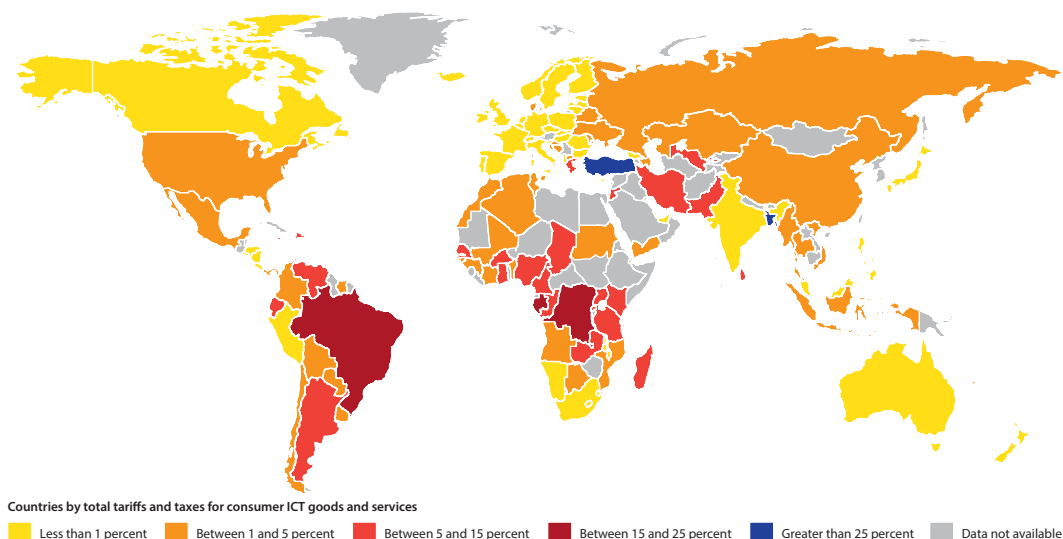 Countries by total tariffs and taxes for consumer ICT goods and services
Less than 1 percent Between 1 and 5 percent Between 5 and 15 percent Between 15 and 25 percent Greater than 25 percent Data not available